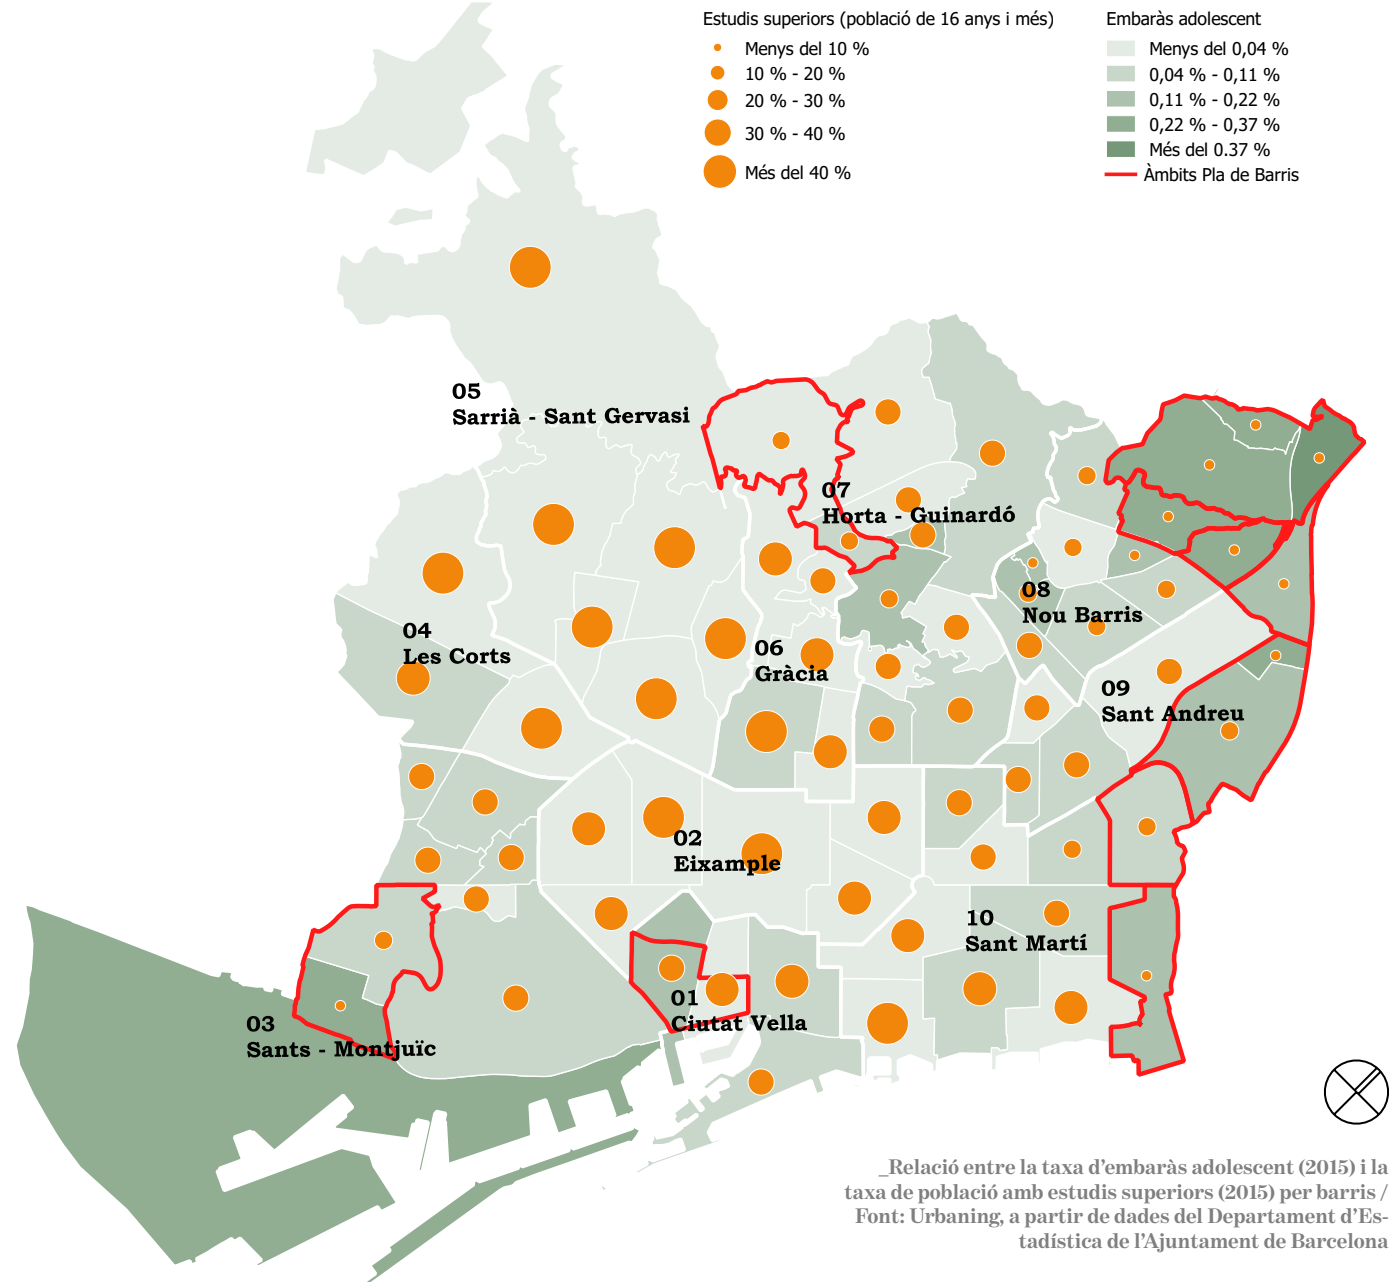 Estudis superiors (població de 16 anys i més)
Menys del 10 %
10 % - 20 %
20 % - 30 %
30 % - 40 %
Més del 40 %
Embaràs adolescent
Menys del 0,04 %
0,04 % - 0,11 %
0,11 % - 0,22 %
0,22 % - 0,37 %
Més del 0.37 %
Àmbits Pla de Barris
05
Sarrià - Sant Gervasi
07
Horta - Guinardó
08
Nou Barris
04
Les Corts
06
Gràcia
09
Sant Andreu
02
Eixample
10
Sant Martí
01
Ciutat Vella
03
Sants - Montjuïc
_Relació entre la taxa d'embaràs adolescent (2015) i la
taxa de població amb estudis superiors (2015) per barris /
Font: Urbaning, a partir de dades del Departament d'Es-
tadística de l'Ajuntament de Barcelona